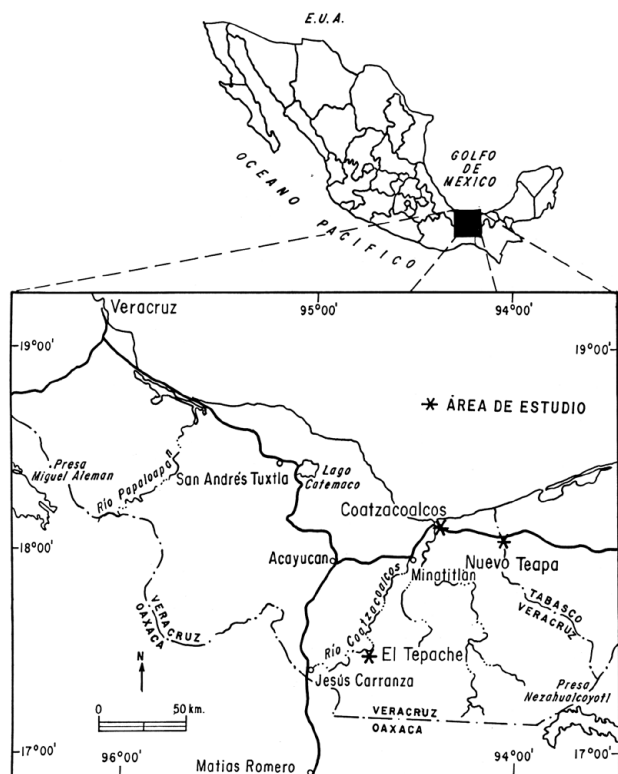 E.U.A.
GOLFO
DE
MEXICO
OCEANO PACIFICO
95°00'
94°00'
Veracruz
19°00'
19°00'
ÁREA DE ESTUDIO
Presa
Miguel Aleman
Río Papaloapan
San Andrés Tuxtla
Lago
Catemaco
Coatzacoalcos
18°00'
Acayucan
Minatitlán
Nuevo Teapa
Río Coatzacoalcos
TABASCO
VERACRUZ
VERACRUZ
OAXACA
El Tepache
N
Jesús Carranza
Presa
Nezahualcoyotl
0 50 km.
VERACRUZ
OAXACA
17°00'
96°00'
94°00'
17°00'
Matias Romero